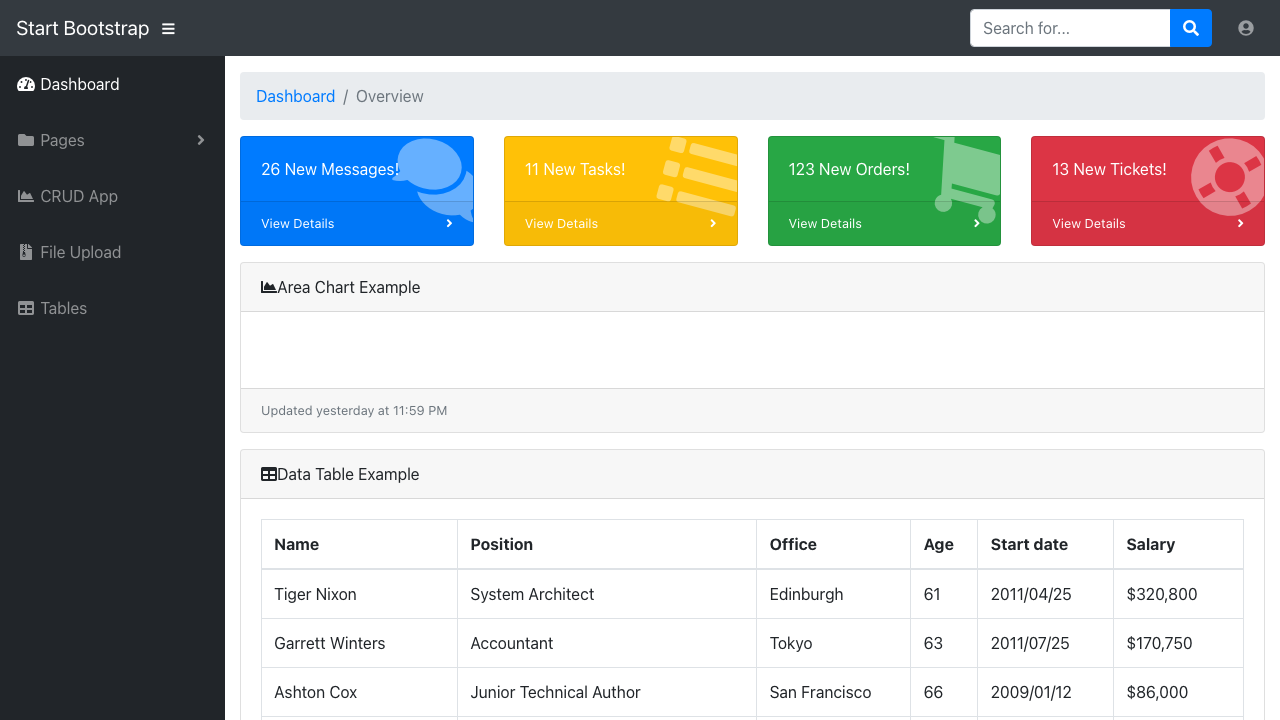 Start Bootstrap
Search for...
Dashboard
Pages
CRUD App
File Upload
Tables
Dashboard / Overview
26 New Messages!
View Details
11 New Tasks!
View Details
123 New Orders!
View Details
13 New Tickets!
View Details
Area Chart Example
Updated yesterday at 11:59 PM
Data Table Example
Name Position Office Age Start date Salary
Tiger Nixon System Architect Edinburgh 61 2011/04/25 $320,800
Garrett Winters Accountant Tokyo 63 2011/07/25 $170,750
Ashton Cox Junior Technical Author San Francisco 66 2009/01/12 $86,000